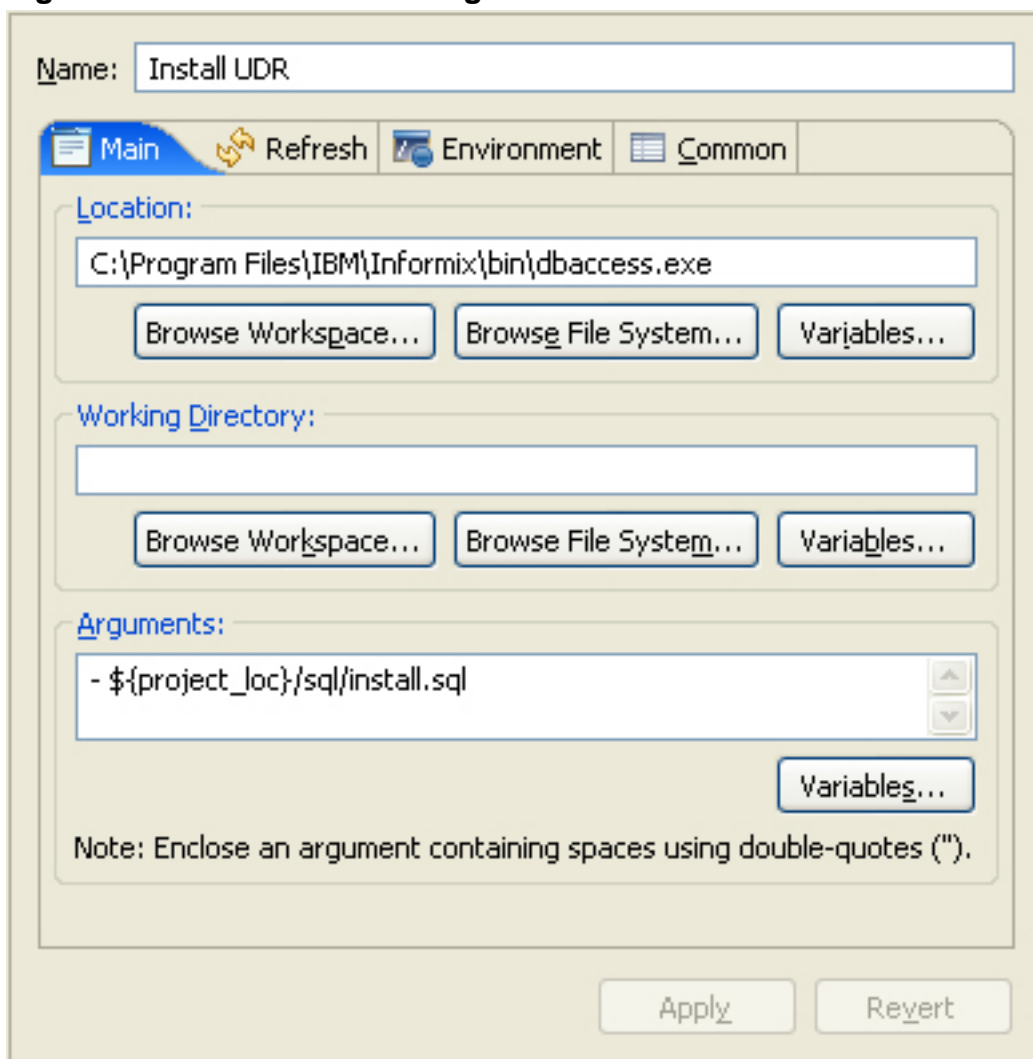 Name: Install UDR
Main Refresh Environment Common
Location:
C:\Program Files\IBM\Informix\bin\dbaccess.exe
Browse Workspace... Browse File System... Variables...
Working Directory:
Browse Workspace... Browse File System... Variables...
Arguments:
- ${project_loc}/sql/install.sql
Variables...
Note: Enclose an argument containing spaces using double-quotes (").
Apply Revert